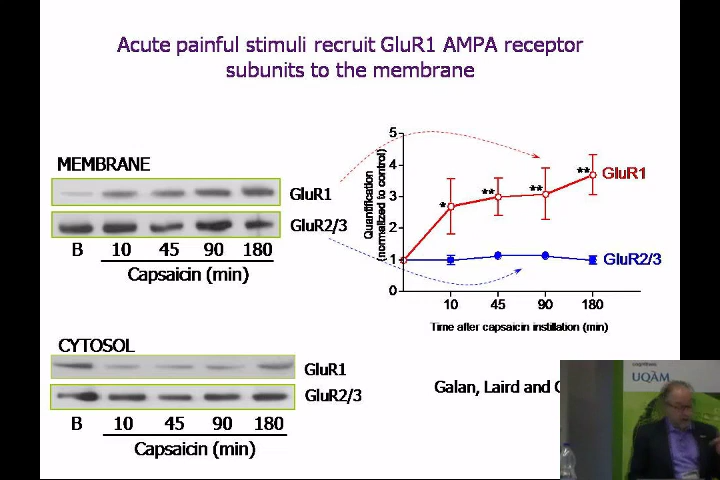 Acute painful stimuli recruit GluR1 AMPA receptor
subunits to the membrane
MEMBRANE
GluR1
GluR2/3
B 10 45 90 180
Capsaicin (min)
CYTOSOL
GluR1
GluR2/3
B 10 45 90 180
Capsaicin (min)
Quantification
(normalized to control)
5
4
3
2
1
0
* ** ** **
GluR1
GluR2/3
10 45 90 180
Time after capsaicin instillation (min)
Galan, Laird and
UQÀM